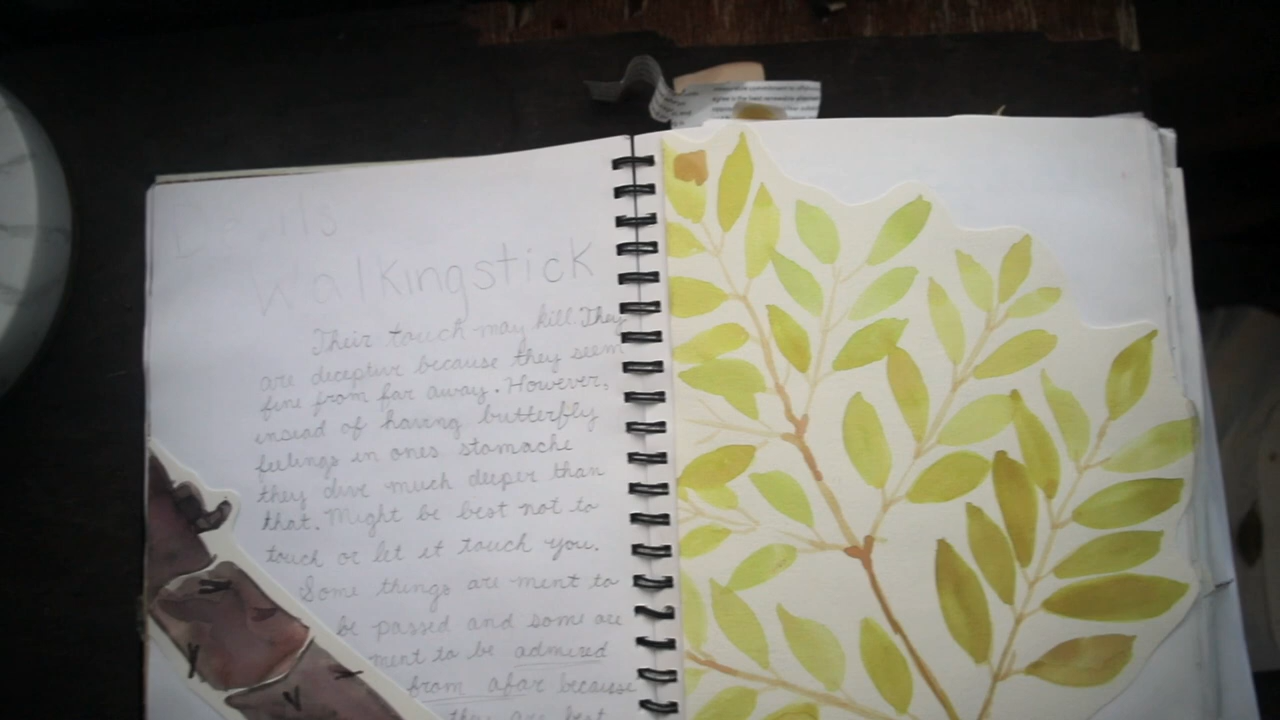 Devils
Walkingstick
Their touch may kill. They
are deceptive because they seem
fine from far away. However,
insead of having butterfly
feelings in ones stomache
they dive much deeper than
that. Might be best not to
touch or let it touch you.
Some things are ment to
be passed and some are
ment to be admired
from afar because
they are best